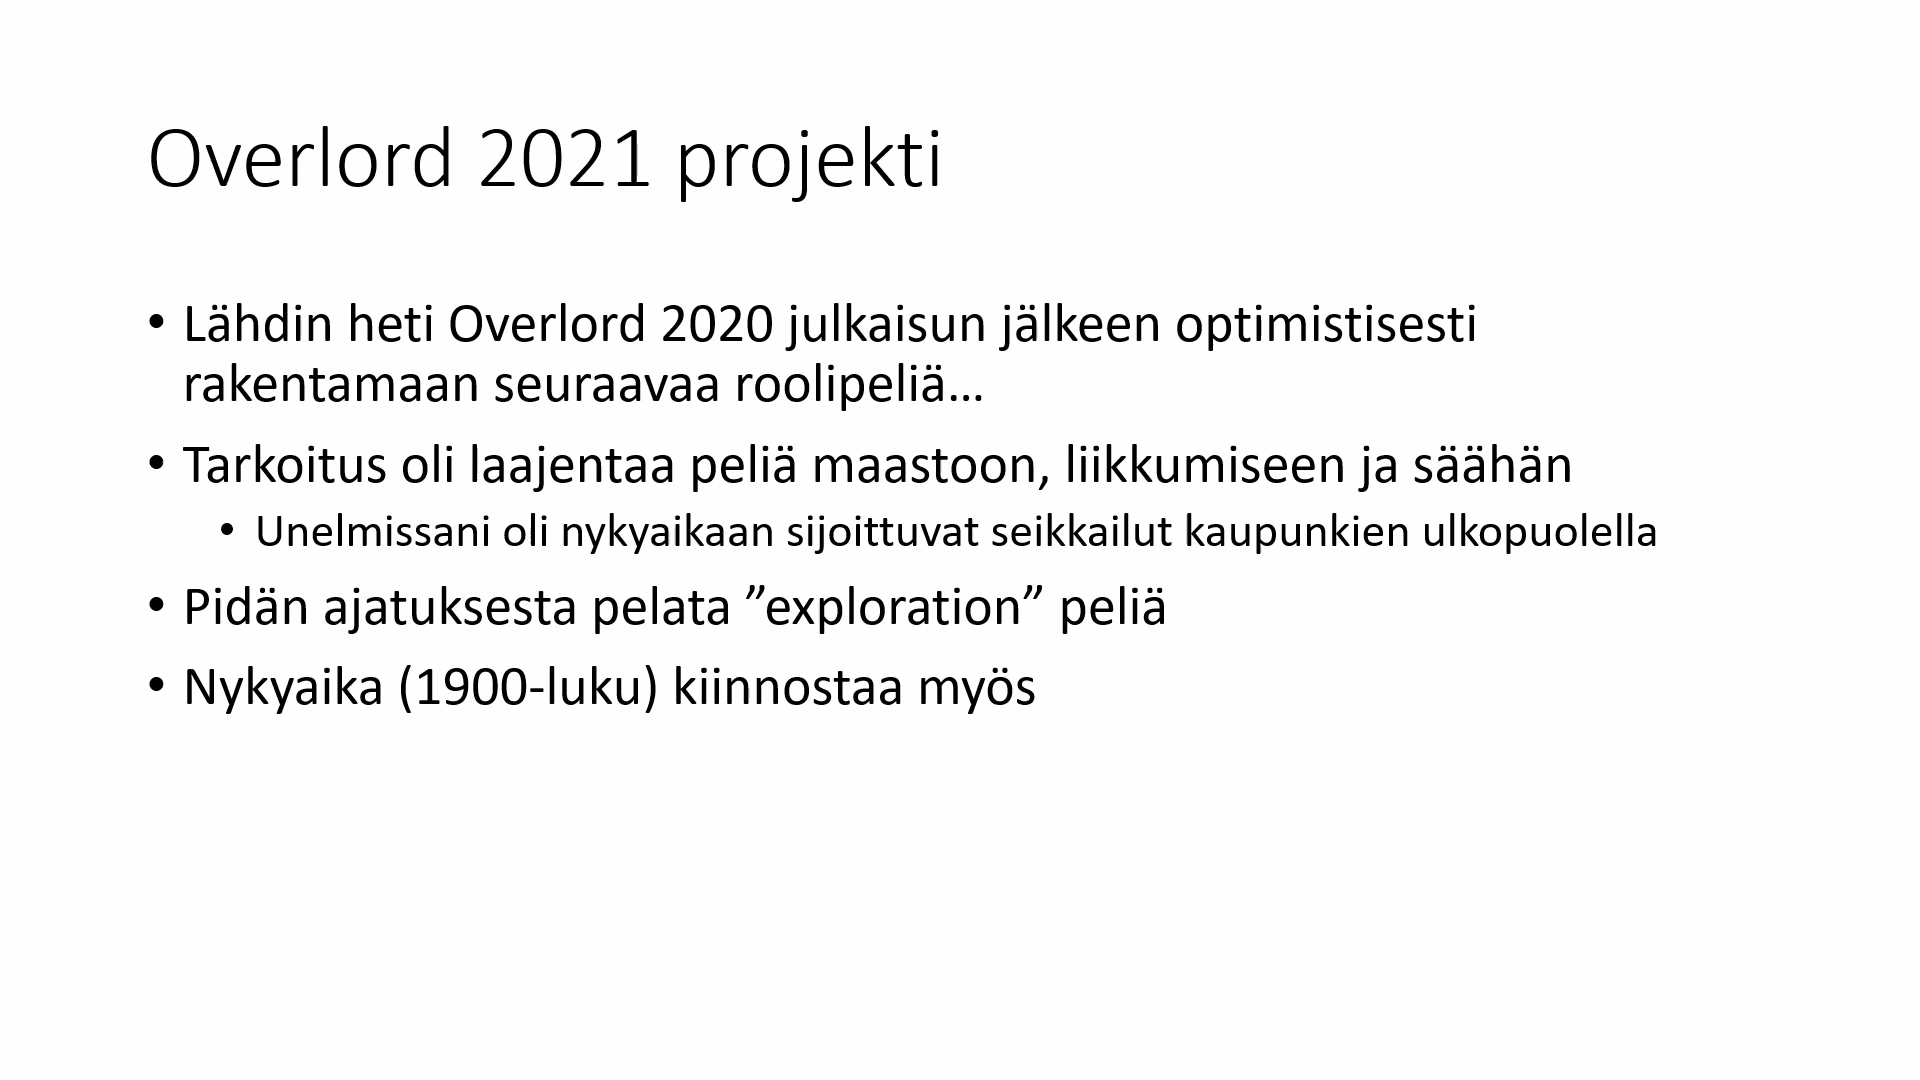 Overlord 2021 projekti
• Lähdin heti Overlord 2020 julkaisun jälkeen optimistisesti
rakentamaan seuraavaa roolipeliä…
• Tarkoitus oli laajentaa peliä maastoon, liikkumiseen ja säähän
• Unelmissani oli nykyaikaan sijoittuvat seikkailut kaupunkien ulkopuolella
• Pidän ajatuksesta pelata ”exploration” peliä
• Nykyaika (1900-luku) kiinnostaa myös